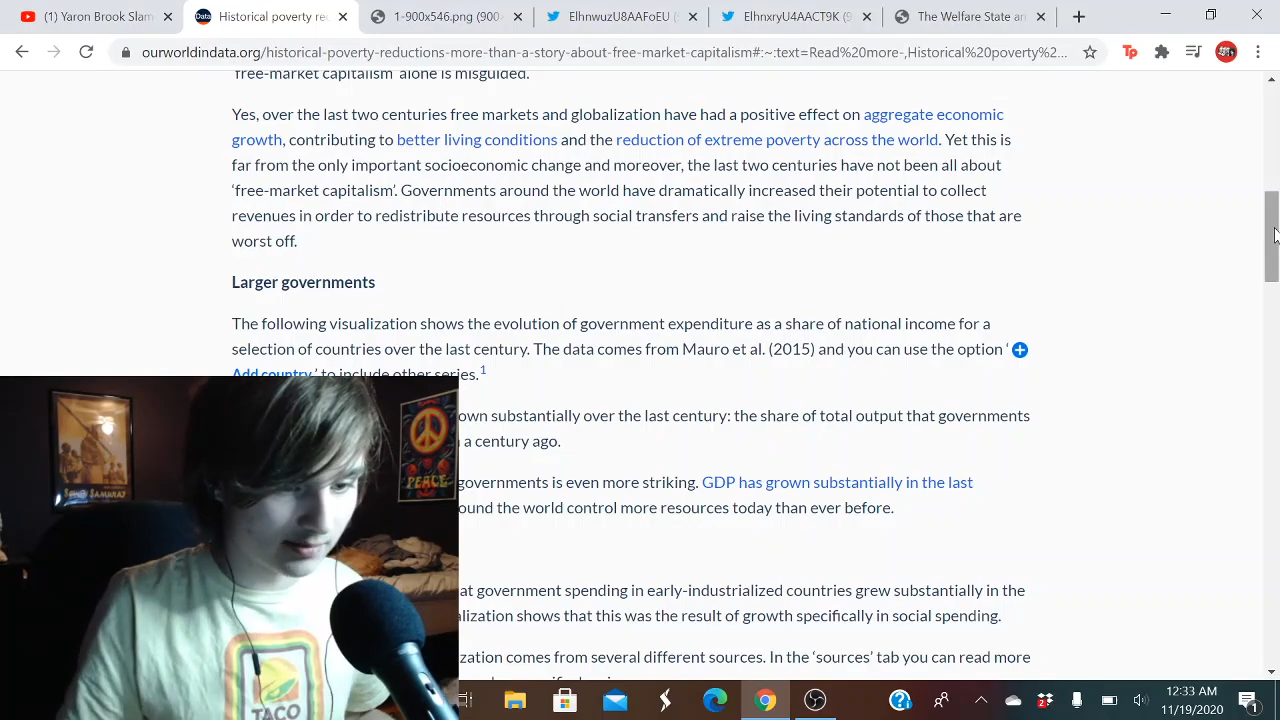 (1) Yaron Brook Slam
Historical poverty re
1-900x546.png (900×
ElhnwuzU8AAFoEU (
The Welfare State an
ourworldindata.org/historical-poverty-reductions-more-than-a-story-about-free-market-capitalism#:~:text=Read%20more-,Historical%20poverty%2...
'free-market capitalism' alone is misguided.
Yes, over the last two centuries free markets and globalization have had a positive effect on aggregate economic
growth, contributing to better living conditions and the reduction of extreme poverty across the world. Yet this is
far from the only important socioeconomic change and moreover, the last two centuries have not been all about
'free-market capitalism'. Governments around the world have dramatically increased their potential to collect
revenues in order to redistribute resources through social transfers and raise the living standards of those that are
worst off.
Larger governments
The following visualization shows the evolution of government expenditure as a share of national income for a
selection of countries over the last century. The data comes from Mauro et al. (2015) and you can use the option '
Add country ' to include other series.1
own substantially over the last century: the share of total output that governments
a century ago.
governments is even more striking. GDP has grown substantially in the last
ound the world control more resources today than ever before.
at government spending in early-industrialized countries grew substantially in the
alization shows that this was the result of growth specifically in social spending.
zation comes from several different sources. In the 'sources' tab you can read more
SAMURAI
PEACE
TACO
12:33 AM
11/19/2020